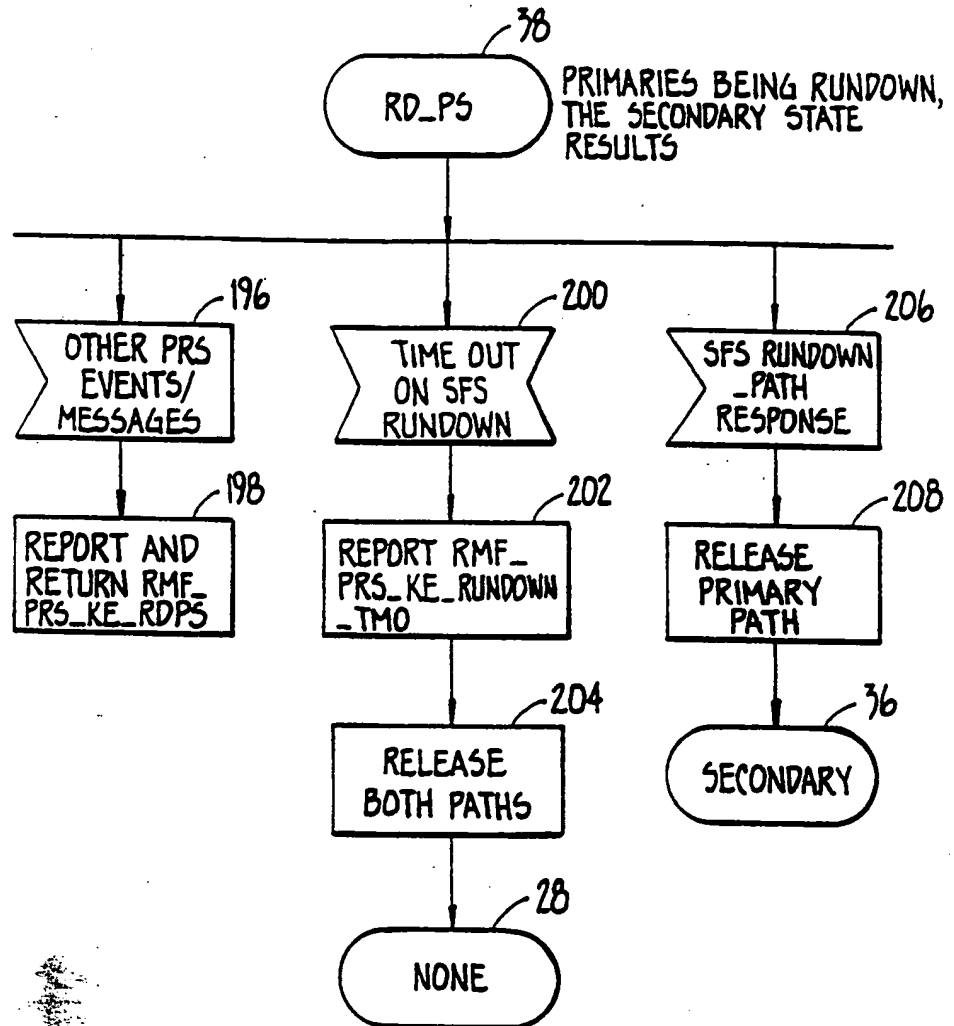 38
RD_PS
PRIMARIES BEING RUNDOWN,
THE SECONDARY STATE
RESULTS
196
OTHER PRS
EVENTS/
MESSAGES
200
TIME OUT
ON SFS
RUNDOWN
206
SFS RUNDOWN
_PATH
RESPONSE
198
REPORT AND
RETURN RMF_
PRS_KE_RDPS
202
REPORT RMF_
PRS_KE_RUNDOWN
_TMO
208
RELEASE
PRIMARY
PATH
204
RELEASE
BOTH PATHS
36
SECONDARY
28
NONE